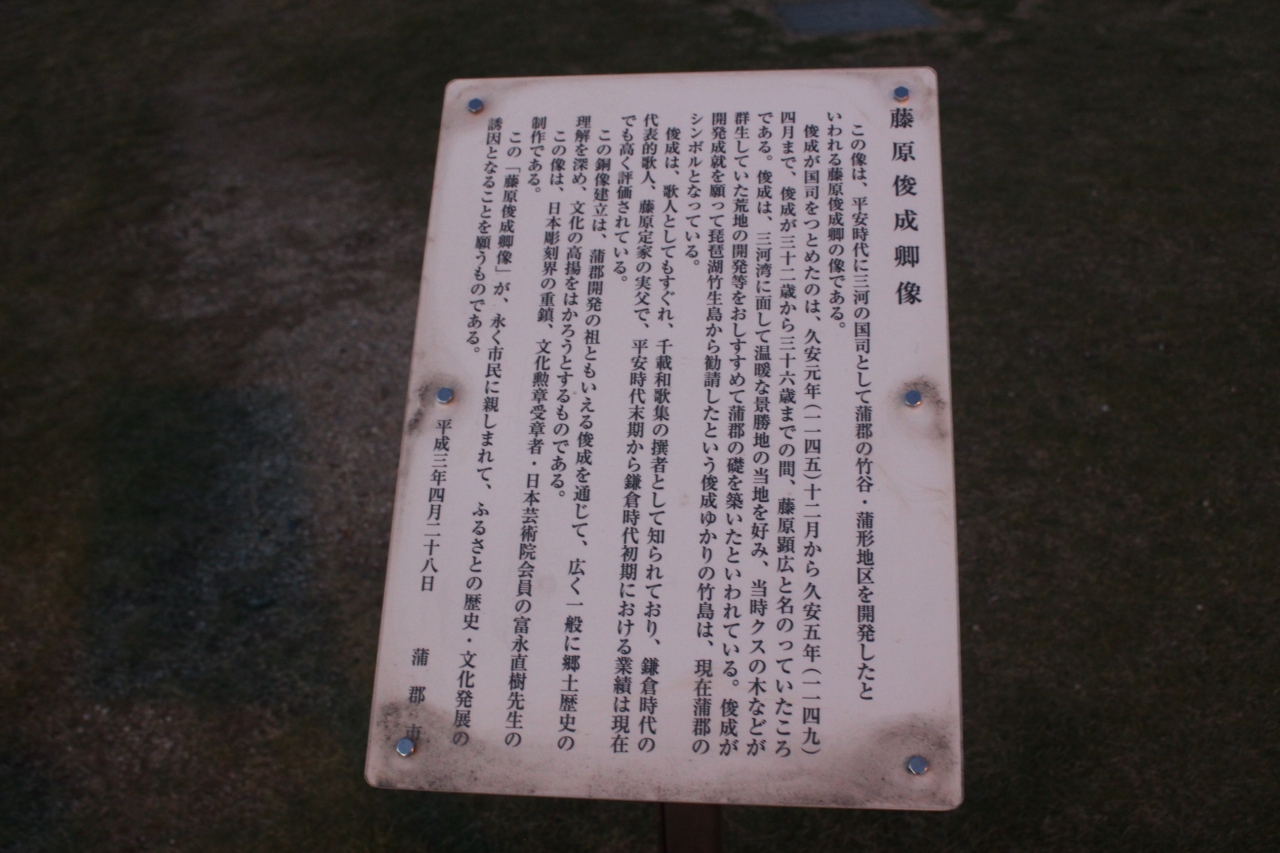 藤原俊成卿像
この像は、平安時代に三河の国司として蒲郡の竹谷・蒲形地区を開発したと
いわれる藤原俊成卿の像である。
俊成が国司をつとめたのは、久安元年(一一四五)十二月から久安五年(一一四九)
四月まで、俊成が三十二歳から三十六歳までの間、藤原顕広と名のっていたころ
である。俊成は、三河湾に面して温暖な景勝地の当地を好み、当時クスの木などが
群生していた荒地の開発等をおしすすめて蒲郡の礎を築いたといわれている。俊成が
開発成就を願って琵琶湖竹生島から勧請したという俊成ゆかりの竹島は、現在蒲郡の
シンボルとなっている。
俊成は、歌人としてもすぐれ、千載和歌集の撰者として知られており、鎌倉時代の
代表的歌人、藤原定家の実父で、平安時代末期から鎌倉時代初期における業績は現在
でも高く評価されている。
この銅像建立は、蒲郡開発の祖ともいえる俊成を通じて、広く一般に郷土歴史の
理解を深め、文化の高揚をはかろうとするものである。
この像は、日本彫刻界の重鎮、文化勲章受章者・日本芸術院会員の富永直樹先生の
制作である。
この「藤原俊成卿像」が、永く市民に親しまれて、ふるさとの歴史・文化発展の
誘因となることを願うものである。
平成三年四月二十八日
蒲郡市